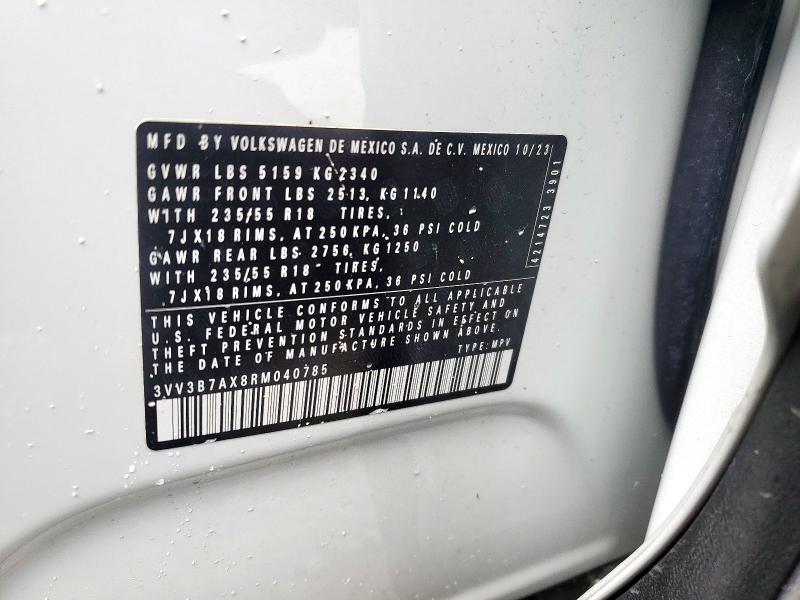 MFD BY VOLKSWAGEN DE MEXICO S.A. DE C.V. MEXICO 10/23
GVWR LBS 5159 KG 2340
GAWR FRONT LBS 2513, KG 1140
WITH 235/55 R18 TIRES,
7JX18 RIMS, AT 250 KPA, 36 PSI COLD
GAWR REAR LBS 2756, KG 1250
WITH 235/55 R18 TIRES,
7JX18 RIMS, AT 250 KPA, 36 PSI COLD
THIS VEHICLE CONFORMS TO ALL APPLICABLE
U.S. FEDERAL MOTOR VEHICLE SAFETY AND
THEFT PREVENTION STANDARDS IN EFFECT ON
THE DATE OF MANUFACTURE SHOWN ABOVE.
TYPE: MPV
3VV3B7AX8RM040785
4214723 3901